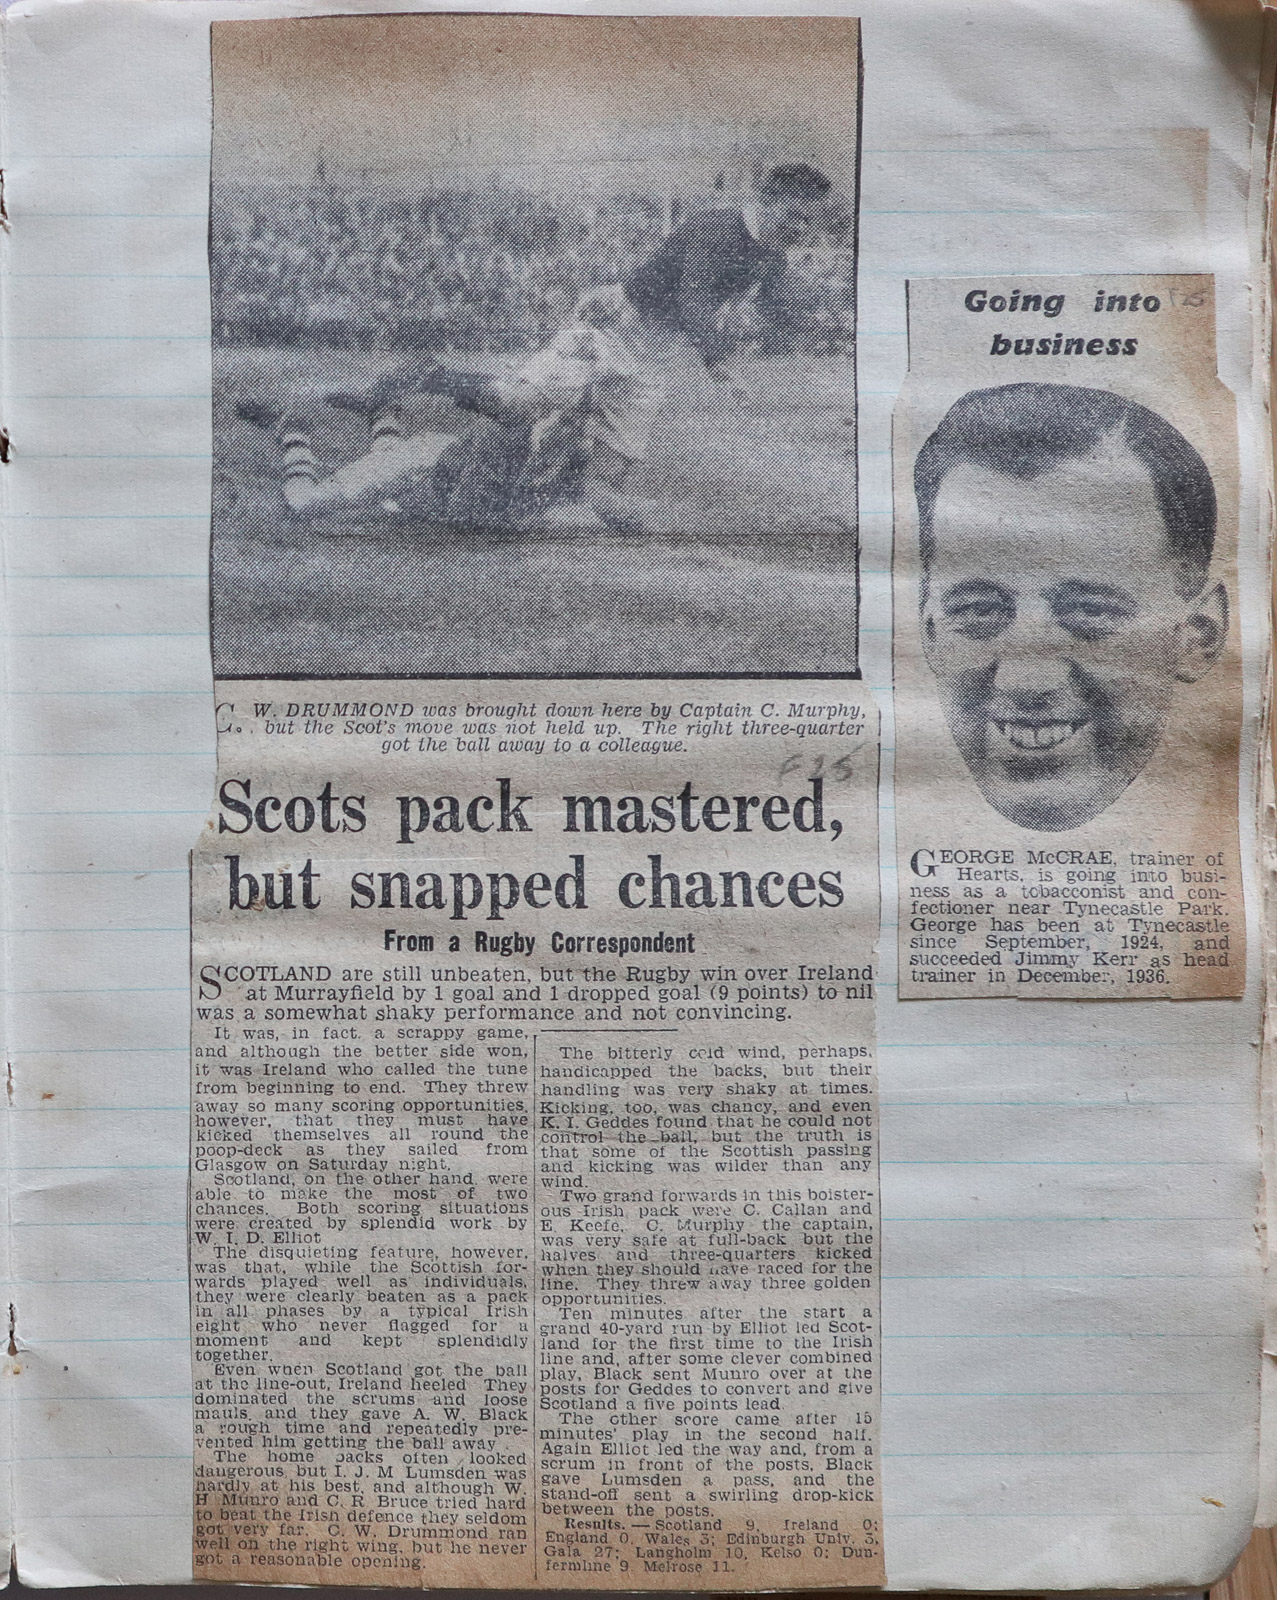 C. W. DRUMMOND was brought down here by Captain C. Murphy,
but the Scot's move was not held up. The right three-quarter
got the ball away to a colleague.
F25
Scots pack mastered,
but snapped chances
From a Rugby Correspondent
SCOTLAND are still unbeaten, but the Rugby win over Ireland
at Murrayfield by 1 goal and 1 dropped goal (9 points) to nil
was a somewhat shaky performance and not convincing.
It was, in fact, a scrappy game,
and although the better side won,
it was Ireland who called the tune
from beginning to end. They threw
away so many scoring opportunities,
however, that they must have
kicked themselves all round the
poop-deck as they sailed from
Glasgow on Saturday night.
Scotland, on the other hand, were
able to make the most of two
chances. Both scoring situations
were created by splendid work by
W. I. D. Elliot
The disquieting feature, however,
was that, while the Scottish for-
wards played well as individuals,
they were clearly beaten as a pack
in all phases by a typical Irish
eight who never flagged for a
moment and kept splendidly
together.
Even when Scotland got the ball
at the line-out, Ireland heeled They
dominated the scrums and loose
mauls, and they gave A. W. Black
a rough time and repeatedly pre-
vented him getting the ball away.
The home backs often looked
dangerous, but I. J. M Lumsden was
hardly at his best, and although W.
H Munro and C. R Bruce tried hard
to beat the Irish defence they seldom
got very far. C. W. Drummond ran
well on the right wing, but he never
got a reasonable opening.
The bitterly cold wind, perhaps,
handicapped the backs, but their
handling was very shaky at times.
Kicking, too, was chancy, and even
K. I. Geddes found that he could not
control the ball, but the truth is
that some of the Scottish passing
and kicking was wilder than any
wind.
Two grand forwards in this boister-
ous Irish pack were C. Callan and
E. Keefe. C. Murphy the captain,
was very safe at full-back but the
halves and three-quarters kicked
when they should have raced for the
line. They threw away three golden
opportunities.
Ten minutes after the start a
grand 40-yard run by Elliot led Scot-
land for the first time to the Irish
line and, after some clever combined
play, Black sent Munro over at the
posts for Geddes to convert and give
Scotland a five points lead.
The other score came after 15
minutes' play in the second half.
Again Elliot led the way and, from a
scrum in front of the posts, Black
gave Lumsden a pass, and the
stand-off sent a swirling drop-kick
between the posts.
Results. — Scotland 9, Ireland 0;
England 0, Wales 3; Edinburgh Univ. 3,
Gala 27; Langholm 10, Kelso 0; Dun-
fermline 9, Melrose 11.
Going into
business
GEORGE McCRAE, trainer of
Hearts, is going into busi-
ness as a tobacconist and con-
fectioner near Tynecastle Park.
George has been at Tynecastle
since September, 1924, and
succeeded Jimmy Kerr as head
trainer in December, 1936.